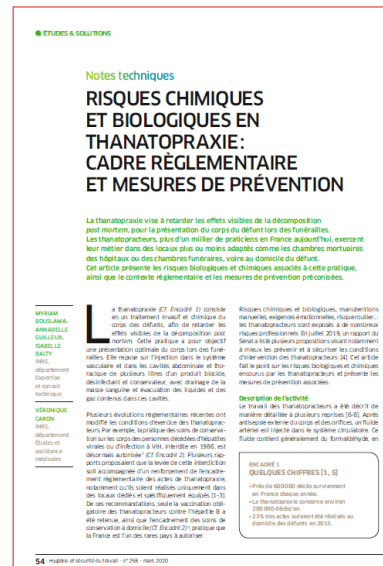 ÉTUDES & SOLUTIONS
Notes techniques
RISQUES CHIMIQUES
ET BIOLOGIQUES EN
THANATOPRAXIE :
CADRE RÈGLEMENTAIRE
ET MESURES DE PRÉVENTION
La thanatopraxie vise à retarder les effets visibles de la décomposition
post mortem, pour la présentation du corps du défunt lors des funérailles.
Les thanatopracteurs, plus d'un millier de praticiens en France aujourd'hui, exercent
leur métier dans des locaux plus ou moins adaptés comme les chambres mortuaires
des hôpitaux ou des chambres funéraires, voire au domicile du défunt.
Cet article présente les risques biologiques et chimiques associés à cette pratique,
ainsi que le contexte règlementaire et les mesures de prévention préconisées.
MYRIAM
BOUSLAMA,
ANNABELLE
GUILLEUX,
ISABELLE
BALTY
INRS,
département
Expertise
et conseil
technique
VÉRONIQUE
CARON
INRS,
département
Études et
assistance
médicales
La thanatopraxie (Cf. Encadré 1) consiste
en un traitement invasif et chimique du
corps des défunts, afin de retarder les
effets visibles de la décomposition post
mortem. Cette pratique a pour objectif
une présentation optimale du corps lors des funé-
railles. Elle repose sur l'injection dans le système
vasculaire et dans les cavités abdominale et tho-
racique de plusieurs litres d'un produit biocide,
désinfectant et conservateur, avec drainage de la
masse sanguine et évacuation des liquides et des
gaz contenus dans ces cavités.
Plusieurs évolutions réglementaires récentes ont
modifié les conditions d'exercice des thanatoprac-
teurs. Par exemple, la pratique des soins de conserva-
tion sur les corps des personnes décédées d'hépatites
virales ou d'infection à VIH, interdite en 1986, est
désormais autorisée (Cf. Encadré 2). Plusieurs rap-
ports proposaient que la levée de cette interdiction
soit accompagnée d'un renforcement de l'encadre-
ment réglementaire des actes de thanatopraxie,
notamment qu'ils soient réalisés uniquement dans
des locaux dédiés et spécifiquement équipés [1-3].
De ces recommandations, seule la vaccination obli-
gatoire des thanatopracteurs contre l'hépatite B a
été retenue, ainsi que l'encadrement des soins de
conservation à domicile (Cf. Encadré 2), pratique que
la France est l'un des rares pays à autoriser.
Risques chimiques et biologiques, manutentions
manuelles, exigences émotionnelles, risque routier… :
les thanatopracteurs sont exposés à de nombreux
risques professionnels. En juillet 2019, un rapport du
Sénat a listé plusieurs propositions visant notamment
à mieux les prévenir et à sécuriser les conditions
d'intervention des thanatopracteurs [4]. Cet article
fait le point sur les risques biologiques et chimiques
encourus par les thanatopracteurs et présente les
mesures de prévention associées.
Description de l'activité
Le travail des thanatopracteurs a été décrit de
manière détaillée à plusieurs reprises [5-8]. Après
antisepsie externe du corps et des orifices, un fluide
artériel est injecté dans le système circulatoire. Ce
fluide contient généralement du formaldéhyde, en
ENCADRÉ 1
QUELQUES CHIFFRES [1, 5]
• Près de 600 000 décès surviennent
en France chaque année.
• La thanatopraxie concerne environ
200 000 décès/an.
• 23% des actes auraient été réalisés au
domicile des défunts en 2013.
54 Hygiène et sécurité du travail - n° 258 - mars 2020